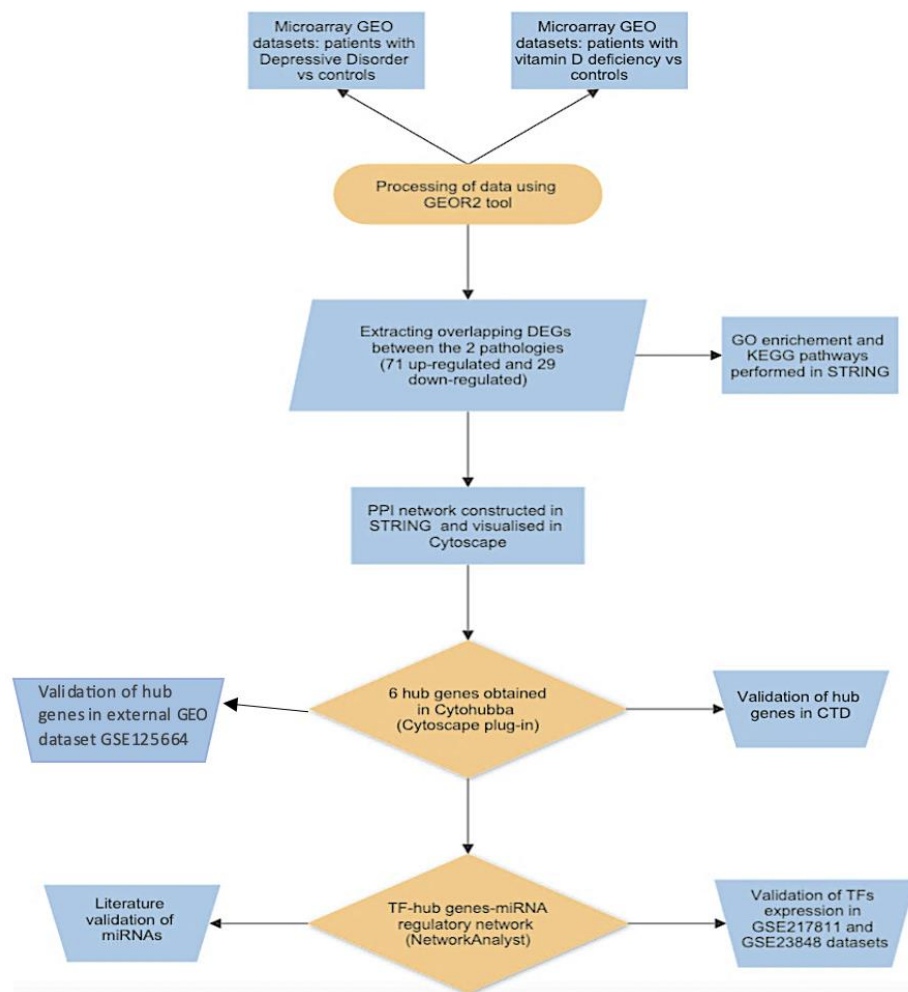 Microarray GEO
datasets: patients with
Depressive Disorder
vs controls
Microarray GEO
datasets: patients with
vitamin D deficiency vs
controls
Processing of data using
GEOR2 tool
Extracting overlapping DEGs
between the 2 pathologies
(71 up-regulated and 29
down-regulated)
GO enrichement and
KEGG pathways
performed in STRING
PPI network constructed in
STRING and visualised in
Cytoscape
Validation of hub
genes in external GEO
dataset GSE125664
6 hub genes obtained
in Cytohubba
(Cytoscape plug-in)
Validation of hub
genes in CTD
Literature
validation of
miRNAs
TF-hub genes-miRNA
regulatory network
(NetworkAnalyst)
Validation of TFs
expression in
GSE217811 and
GSE23848 datasets